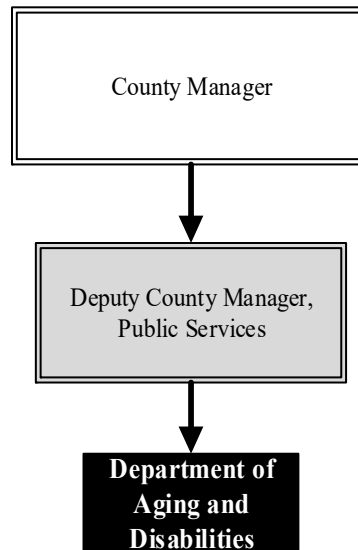 County Manager
Deputy County Manager,
Public Services
Department of
Aging and
Disabilities